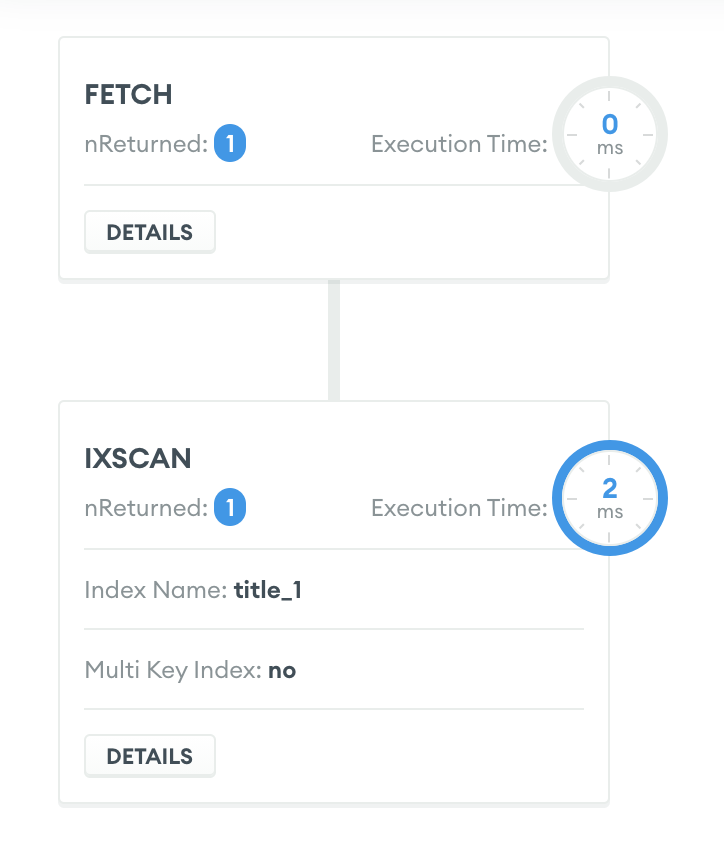 FETCH
nReturned: 1 Execution Time: 0 ms
DETAILS
IXSCAN
nReturned: 1 Execution Time: 2 ms
Index Name: title_1
Multi Key Index: no
DETAILS